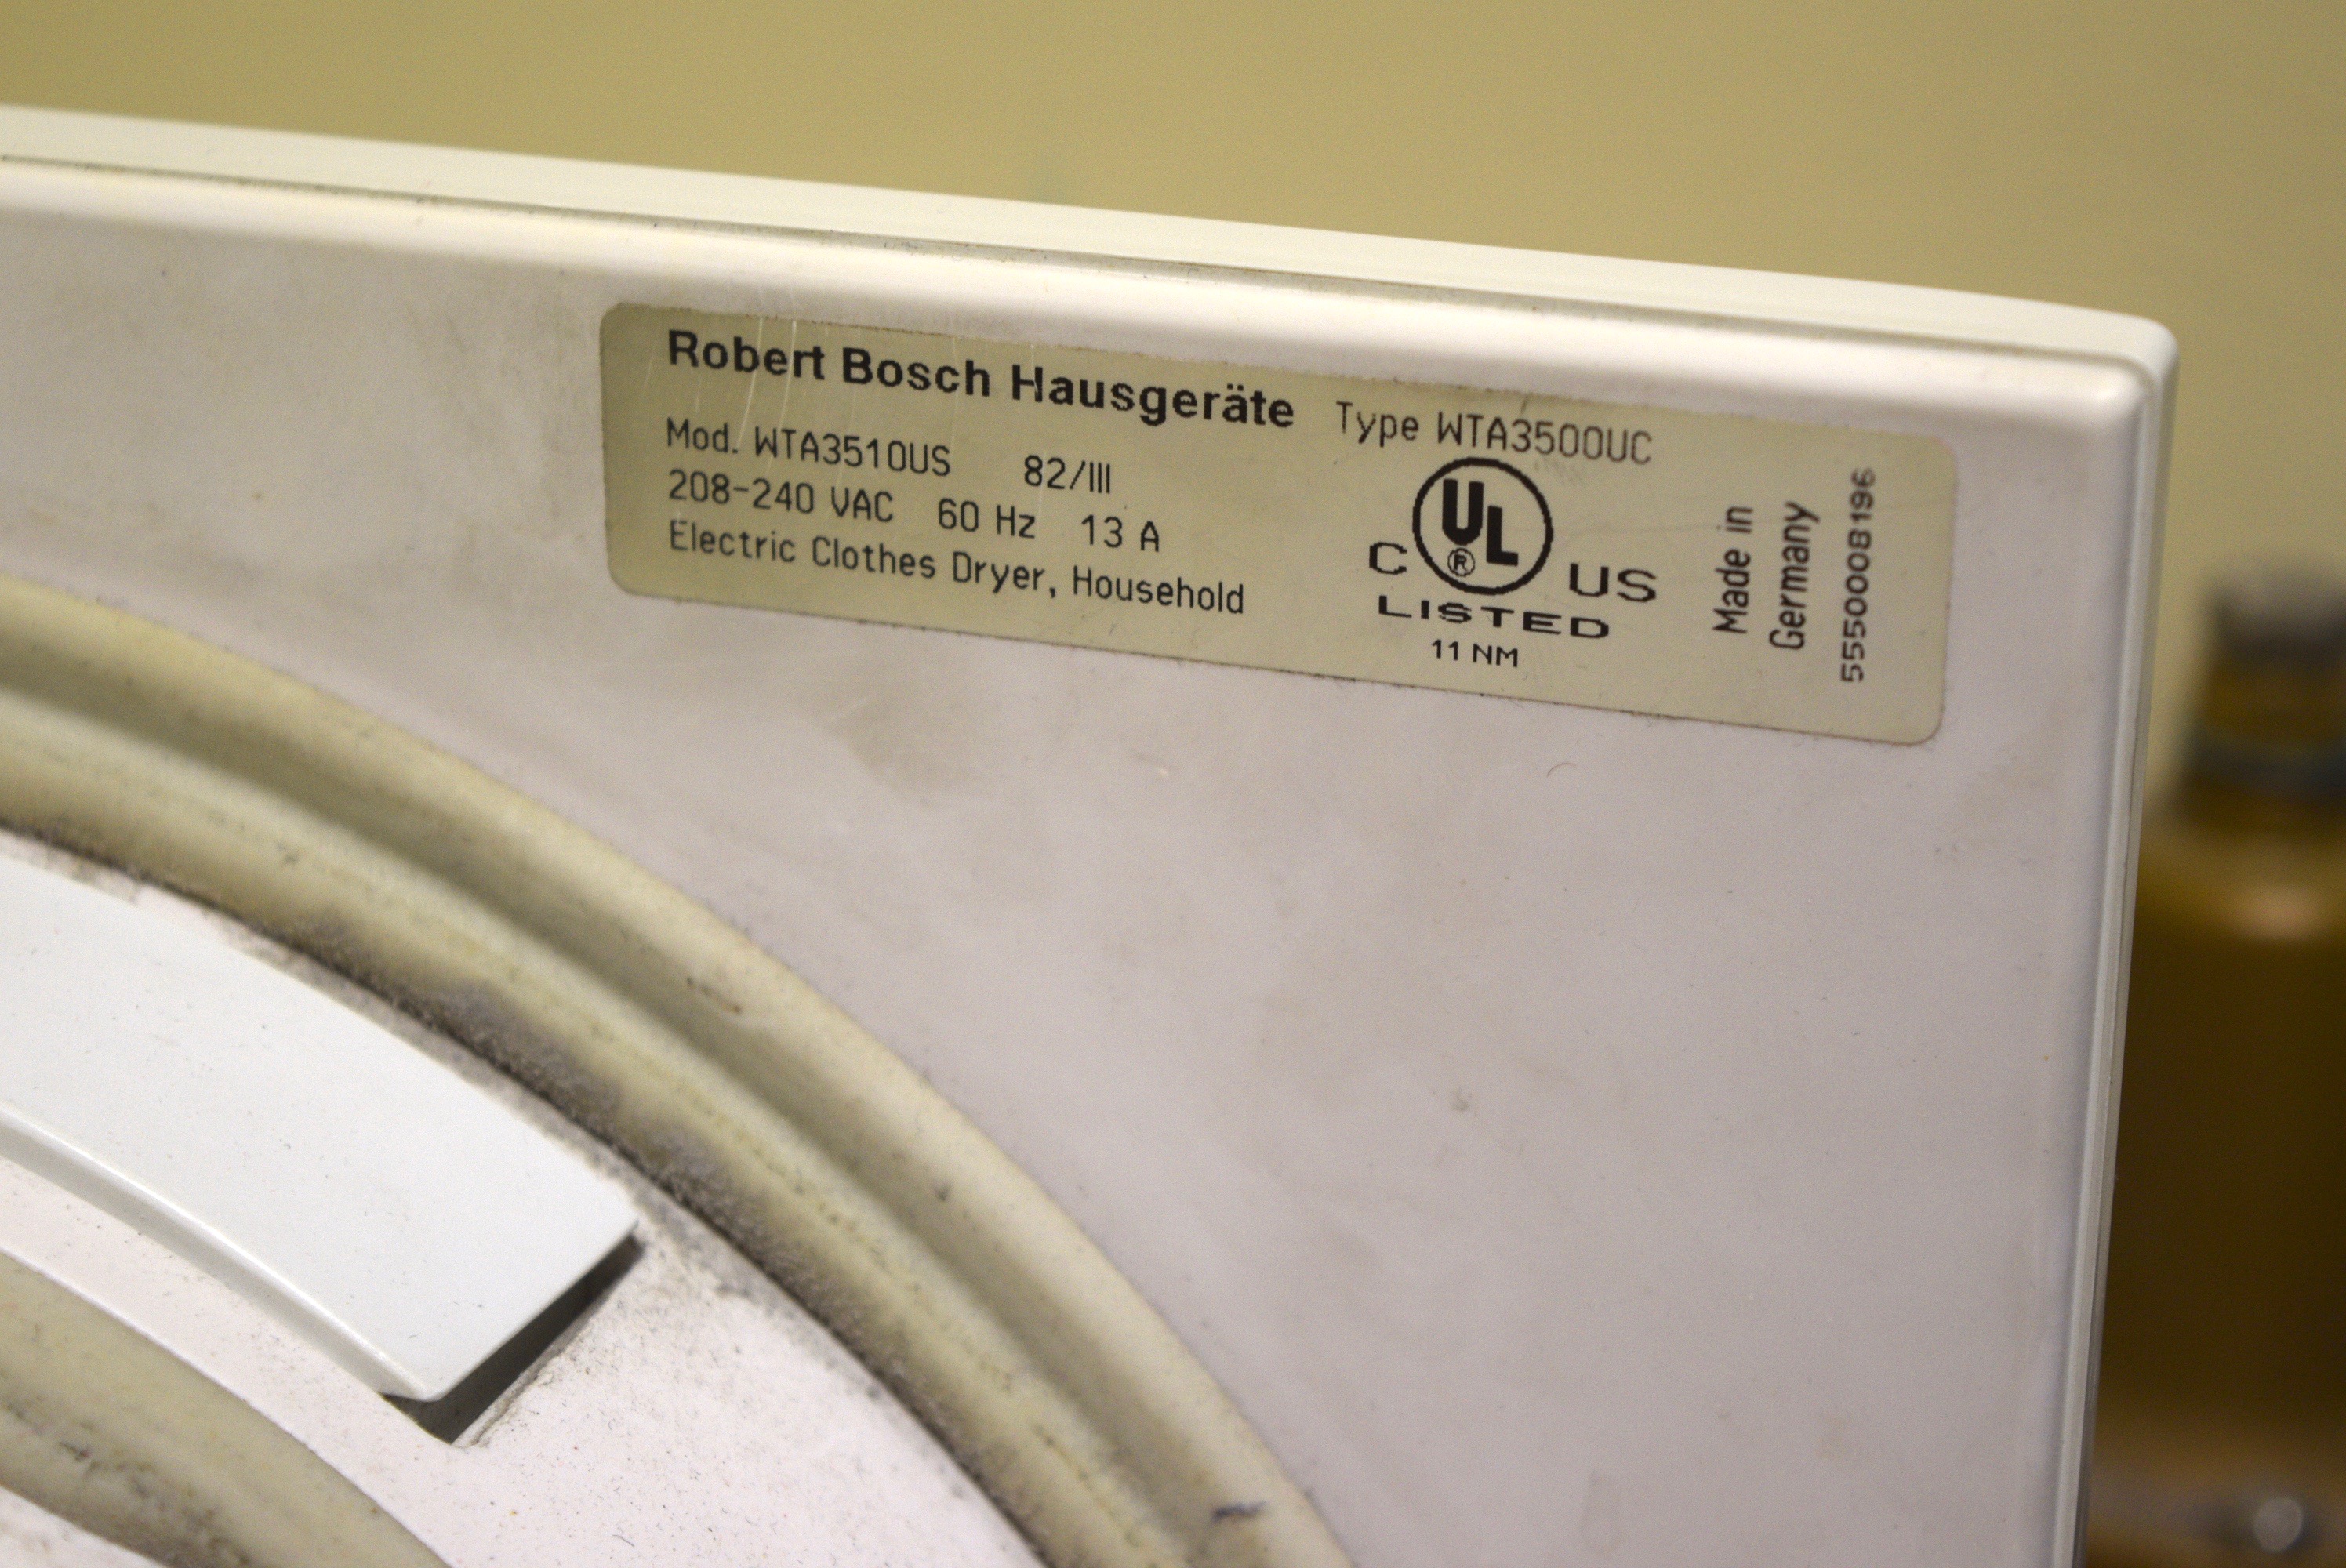 Robert Bosch Hausgeräte Type WTA3500UC
Mod. WTA3510US 82/III
208-240 VAC 60 Hz 13 A
Electric Clothes Dryer, Household
UL ®
C US
LISTED
11 NM
Made in
Germany
5550008196